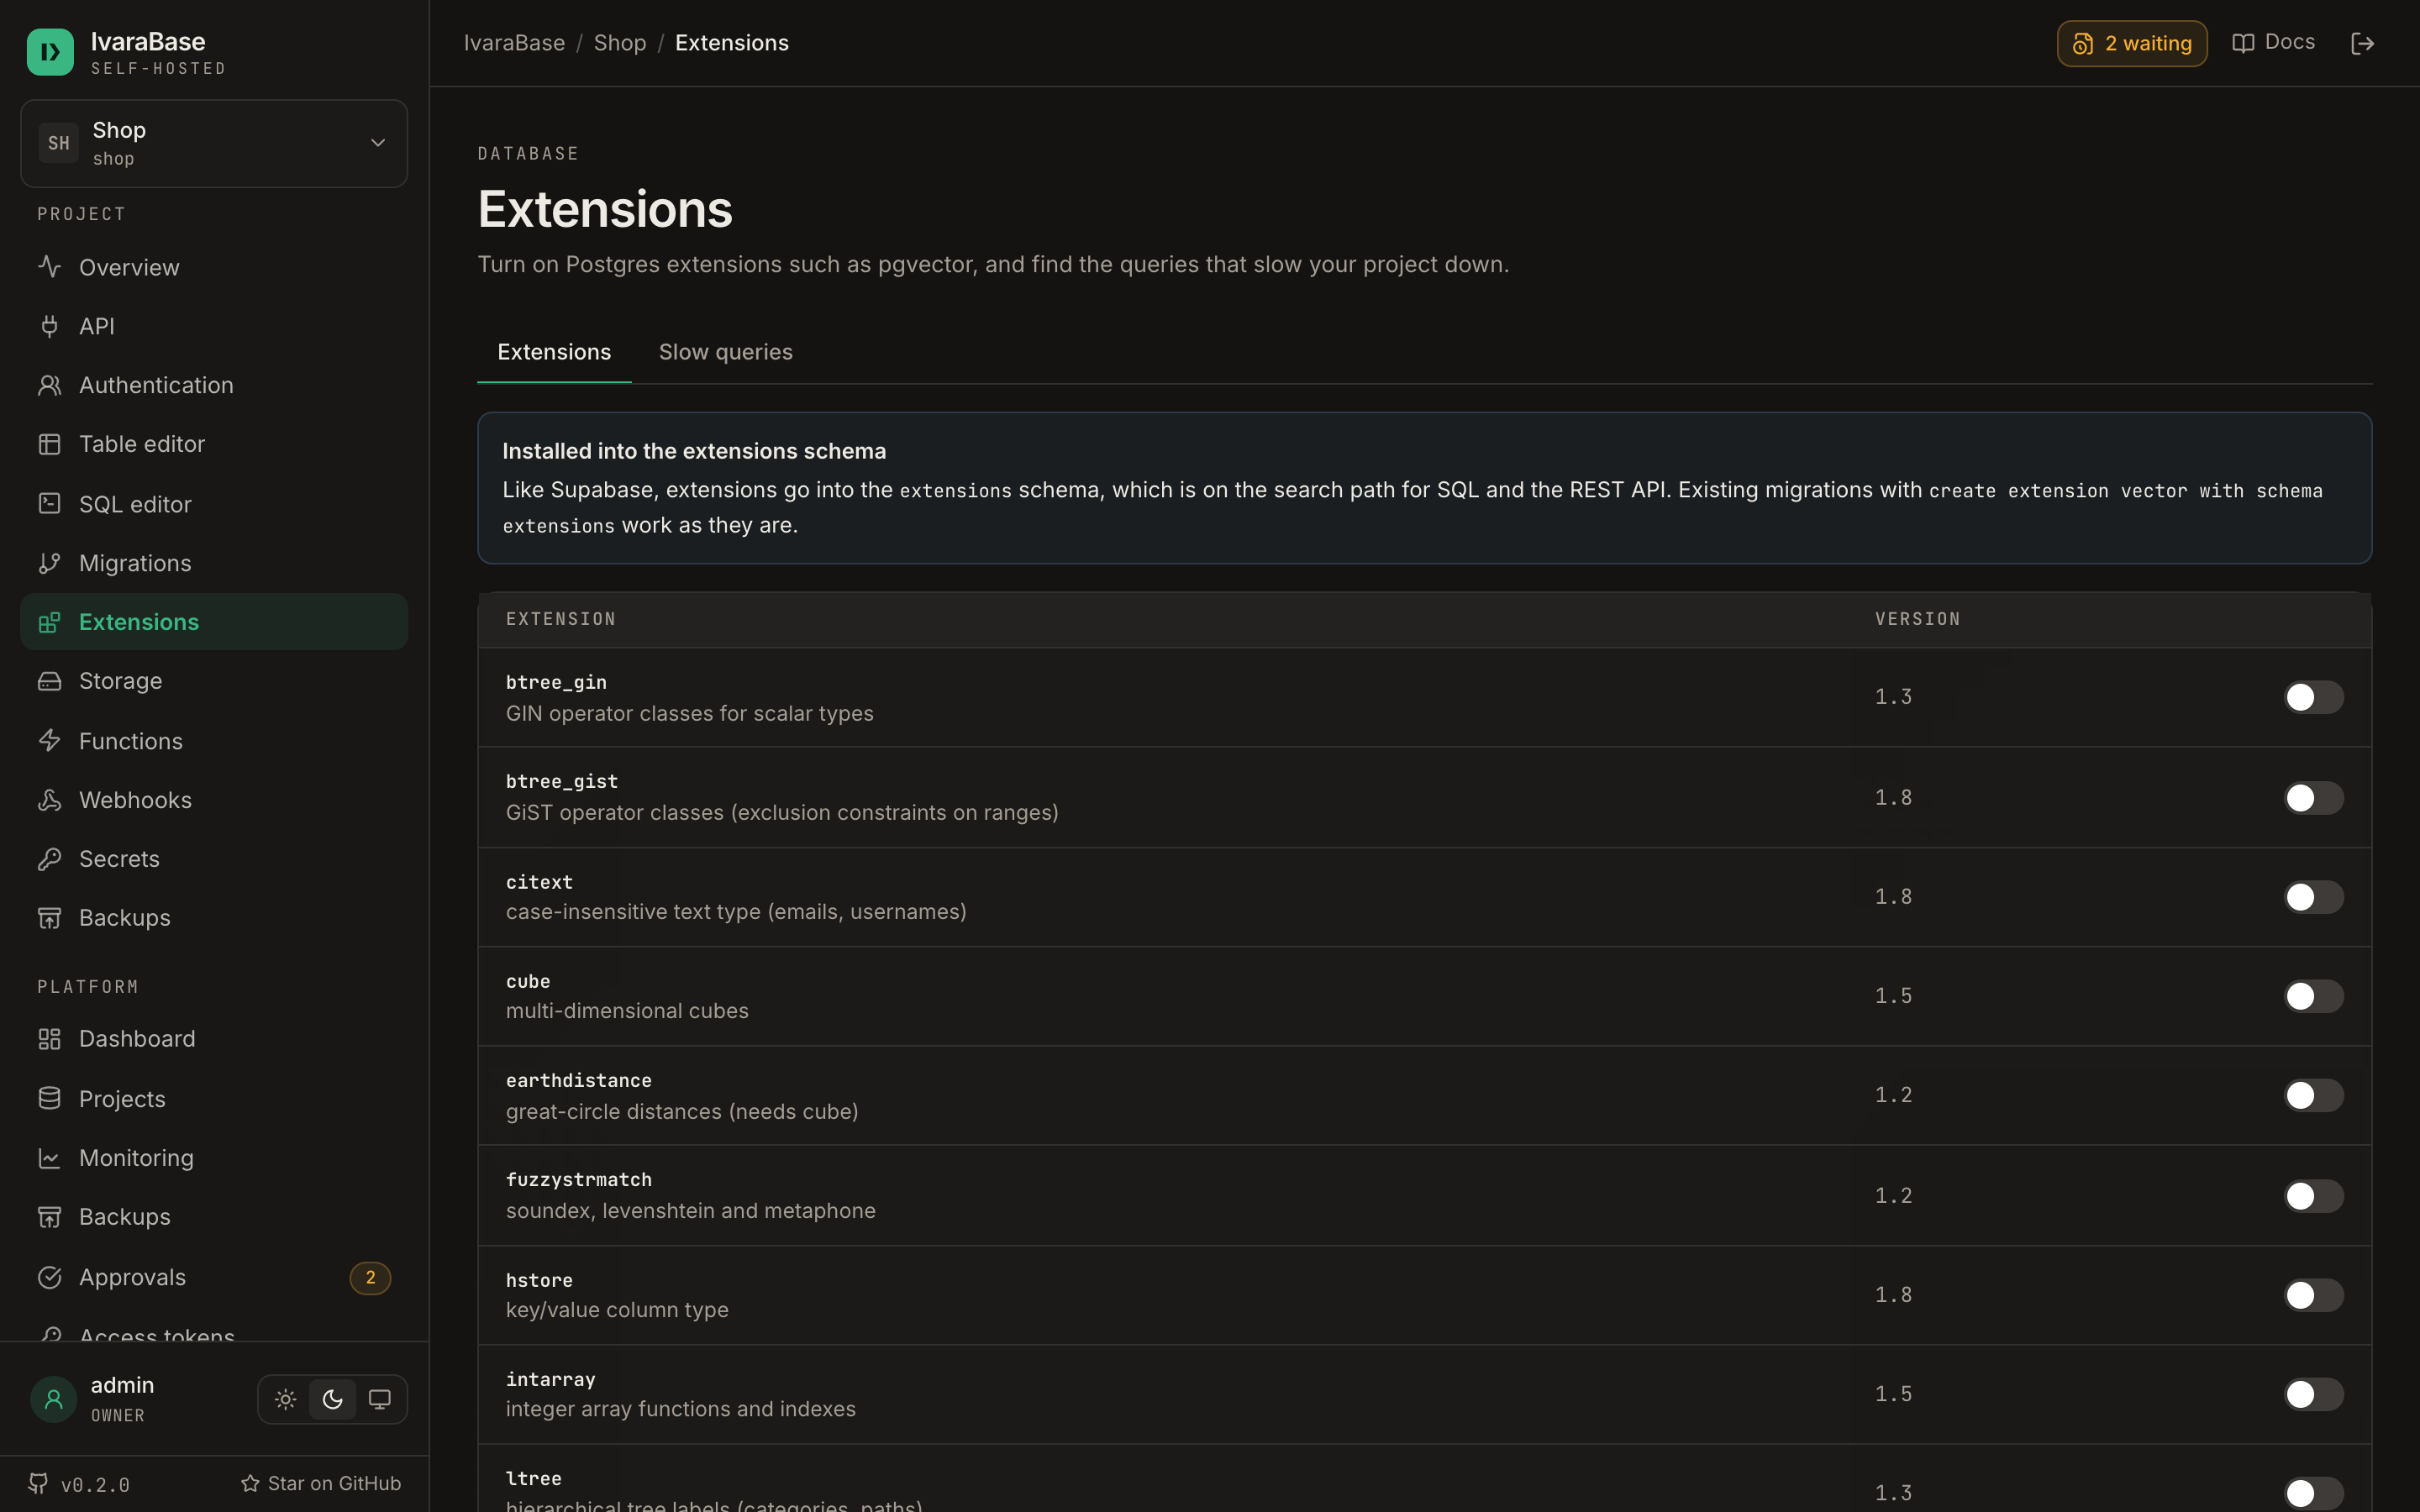 IvaraBase
SELF-HOSTED
SH
Shop
shop
PROJECT
Overview
API
Authentication
Table editor
SQL editor
Migrations
Extensions
Storage
Functions
Webhooks
Secrets
Backups
PLATFORM
Dashboard
Projects
Monitoring
Backups
Approvals 2
Access tokens
admin
OWNER
v0.2.0
Star on GitHub
IvaraBase / Shop / Extensions
2 waiting
Docs
DATABASE
Extensions
Turn on Postgres extensions such as pgvector, and find the queries that slow your project down.
Extensions Slow queries
Installed into the extensions schema
Like Supabase, extensions go into the extensions schema, which is on the search path for SQL and the REST API. Existing migrations with create extension vector with schema
extensions work as they are.
EXTENSION VERSION
btree_gin
GIN operator classes for scalar types
1.3
btree_gist
GiST operator classes (exclusion constraints on ranges)
1.8
citext
case-insensitive text type (emails, usernames)
1.8
cube
multi-dimensional cubes
1.5
earthdistance
great-circle distances (needs cube)
1.2
fuzzystrmatch
soundex, levenshtein and metaphone
1.2
hstore
key/value column type
1.8
intarray
integer array functions and indexes
1.5
ltree
hierarchical tree labels (categories, paths)
1.3